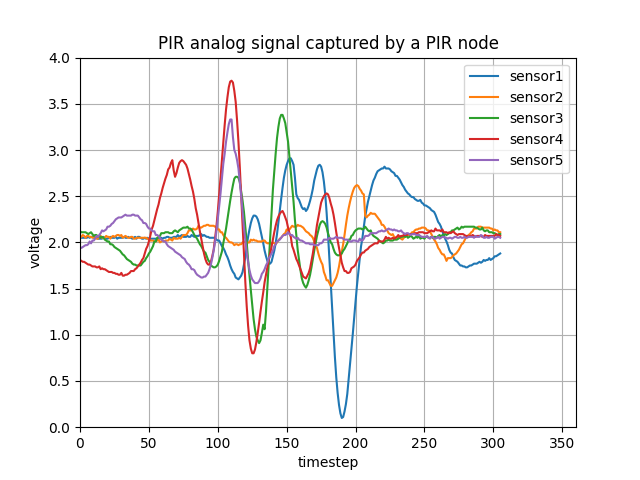 PIR analog signal captured by a PIR node
4.0
3.5
3.0
2.5
2.0
1.5
1.0
0.5
0.0
voltage
sensor1
sensor2
sensor3
sensor4
sensor5
0 50 100 150 200 250 300 350
timestep